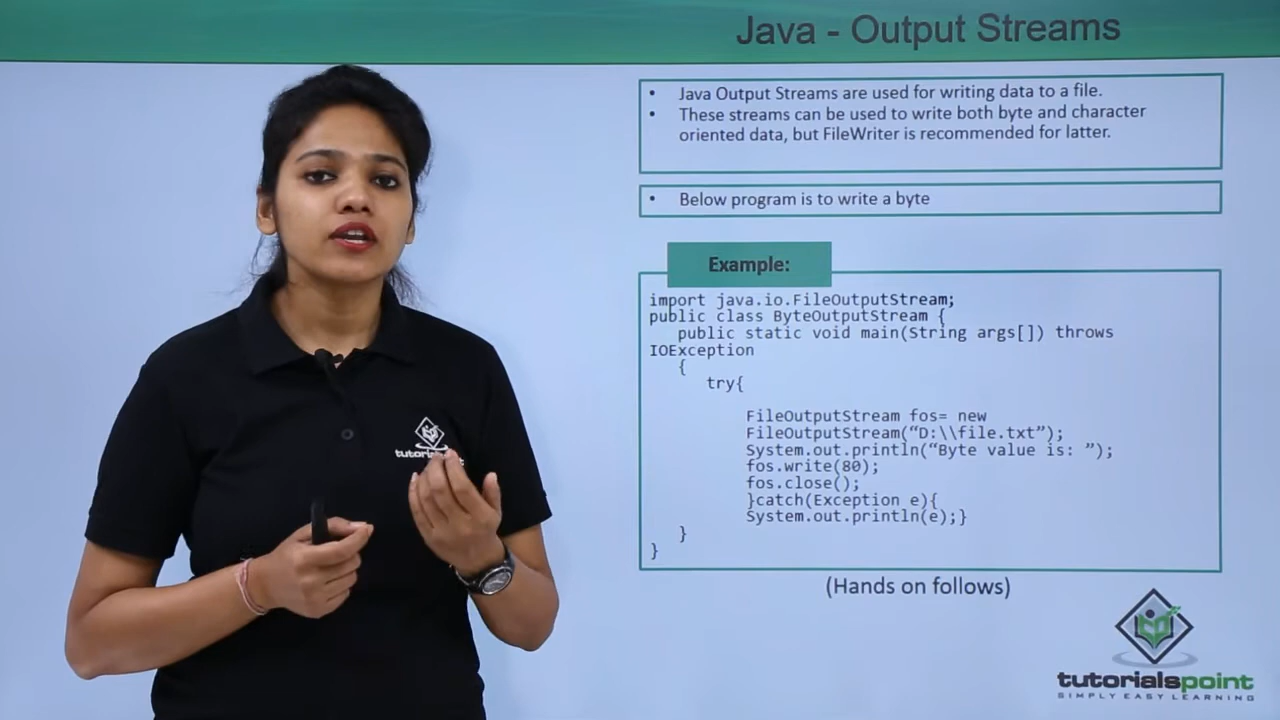 Java - Output Streams
• Java Output Streams are used for writing data to a file.
• These streams can be used to write both byte and character
oriented data, but FileWriter is recommended for latter.
• Below program is to write a byte
Example:
import java.io.FileOutputStream;
public class ByteOutputStream {
public static void main(String args[]) throws
IOException
{
try{
FileOutputStream fos= new
FileOutputStream(“D:\\file.txt”);
System.out.println(“Byte value is: ”);
fos.write(80);
fos.close();
}catch(Exception e){
System.out.println(e);}
}
}
(Hands on follows)
tutorialspoint
SIMPLY EASY LEARNING